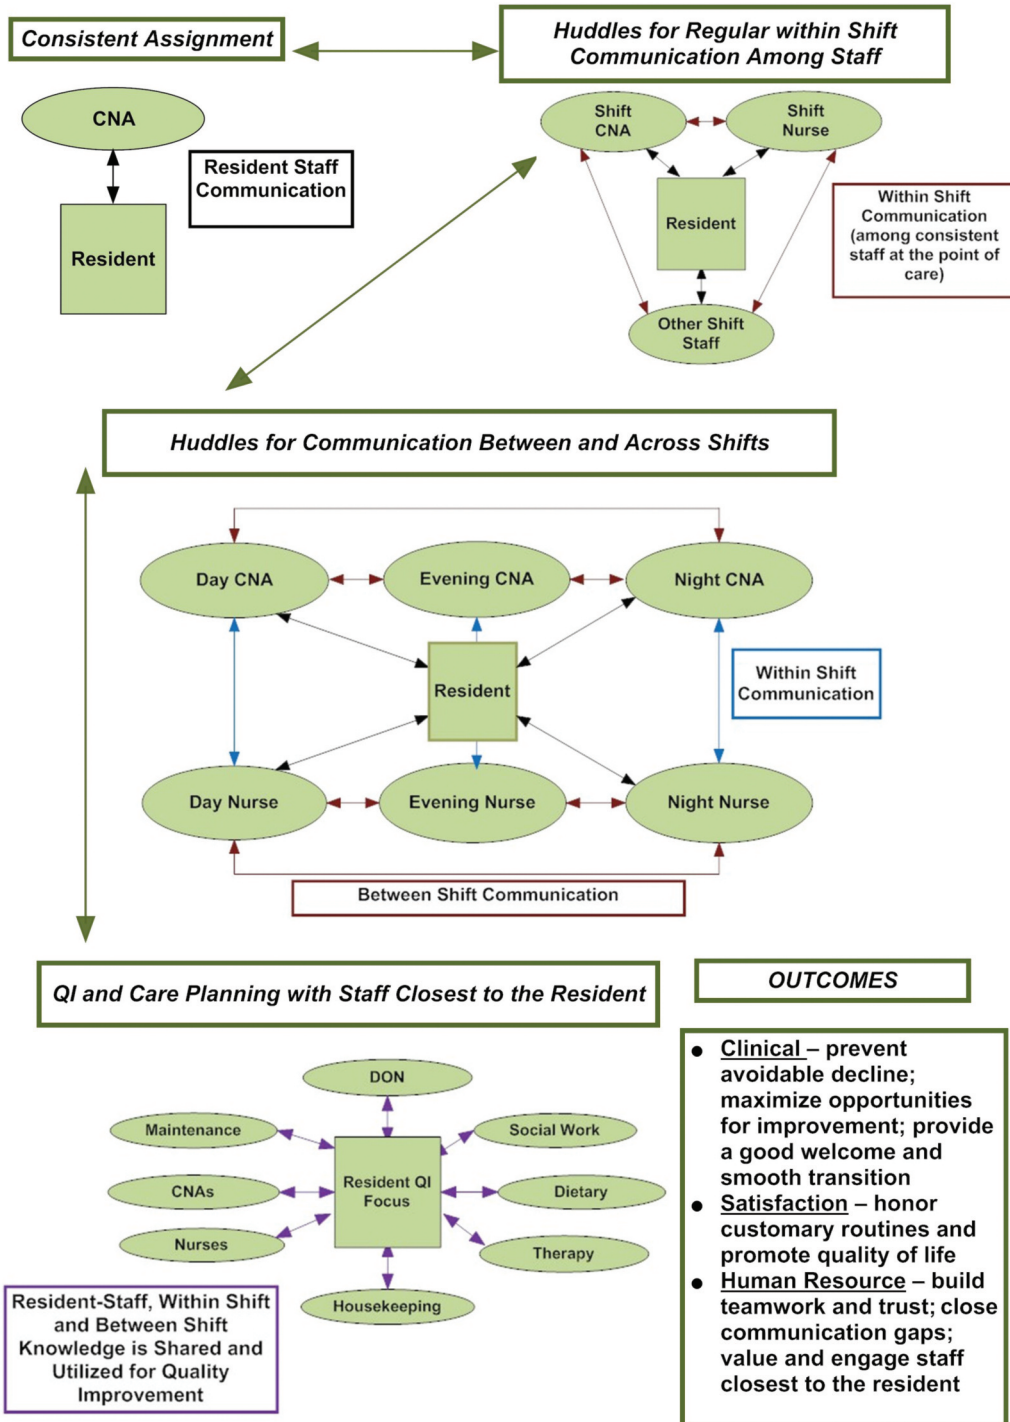 Consistent Assignment
Huddles for Regular within Shift
Communication Among Staff
CNA
Resident
Resident Staff
Communication
Shift
CNA
Shift
Nurse
Resident
Other Shift
Staff
Within Shift
Communication
(among consistent
staff at the point of
care)
Huddles for Communication Between and Across Shifts
Day CNA
Evening CNA
Night CNA
Resident
Within Shift
Communication
Day Nurse
Evening Nurse
Night Nurse
Between Shift Communication
QI and Care Planning with Staff Closest to the Resident
DON
Maintenance
Social Work
CNAs
Resident QI
Focus
Dietary
Nurses
Therapy
Housekeeping
Resident-Staff, Within Shift
and Between Shift
Knowledge is Shared and
Utilized for Quality
Improvement
OUTCOMES
● Clinical – prevent
avoidable decline;
maximize opportunities
for improvement; provide
a good welcome and
smooth transition
● Satisfaction – honor
customary routines and
promote quality of life
● Human Resource – build
teamwork and trust; close
communication gaps;
value and engage staff
closest to the resident